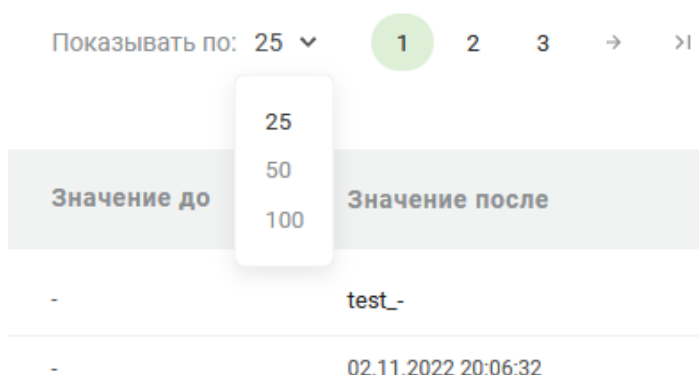 Показывать по: 25 1 2 3
25
50
100
Значение до Значение после
- test_-
- 02.11.2022 20:06:32